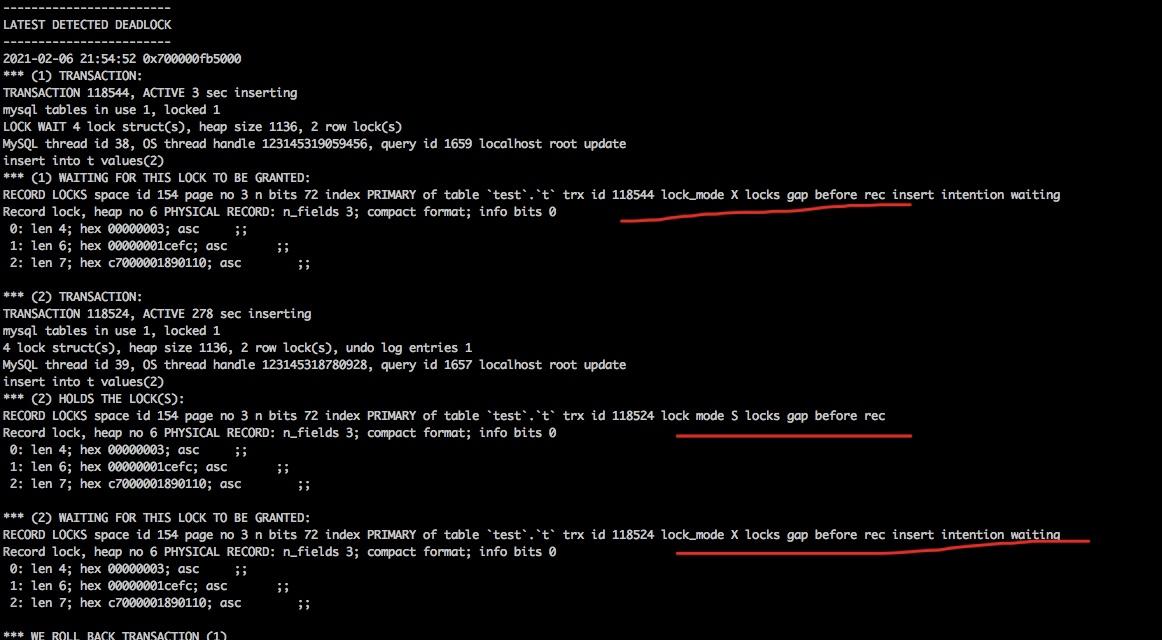 ------------------------
LATEST DETECTED DEADLOCK
------------------------
2021-02-06 21:54:52 0x700000fb5000
*** (1) TRANSACTION:
TRANSACTION 118544, ACTIVE 3 sec inserting
mysql tables in use 1, locked 1
LOCK WAIT 4 lock struct(s), heap size 1136, 2 row lock(s)
MySQL thread id 38, OS thread handle 123145319059456, query id 1659 localhost root update
insert into t values(2)
*** (1) WAITING FOR THIS LOCK TO BE GRANTED:
RECORD LOCKS space id 154 page no 3 n bits 72 index PRIMARY of table `test`.`t` trx id 118544 lock_mode X locks gap before rec insert intention waiting
Record lock, heap no 6 PHYSICAL RECORD: n_fields 3; compact format; info bits 0
 0: len 4; hex 00000003; asc     ;;
 1: len 6; hex 00000001cefc; asc       ;;
 2: len 7; hex c7000001890110; asc        ;;

*** (2) TRANSACTION:
TRANSACTION 118524, ACTIVE 278 sec inserting
mysql tables in use 1, locked 1
4 lock struct(s), heap size 1136, 2 row lock(s), undo log entries 1
MySQL thread id 39, OS thread handle 123145318780928, query id 1657 localhost root update
insert into t values(2)
*** (2) HOLDS THE LOCK(S):
RECORD LOCKS space id 154 page no 3 n bits 72 index PRIMARY of table `test`.`t` trx id 118524 lock mode S locks gap before rec
Record lock, heap no 6 PHYSICAL RECORD: n_fields 3; compact format; info bits 0
 0: len 4; hex 00000003; asc     ;;
 1: len 6; hex 00000001cefc; asc       ;;
 2: len 7; hex c7000001890110; asc        ;;

*** (2) WAITING FOR THIS LOCK TO BE GRANTED:
RECORD LOCKS space id 154 page no 3 n bits 72 index PRIMARY of table `test`.`t` trx id 118524 lock_mode X locks gap before rec insert intention waiting
Record lock, heap no 6 PHYSICAL RECORD: n_fields 3; compact format; info bits 0
 0: len 4; hex 00000003; asc     ;;
 1: len 6; hex 00000001cefc; asc       ;;
 2: len 7; hex c7000001890110; asc        ;;

*** WE ROLL BACK TRANSACTION (1)